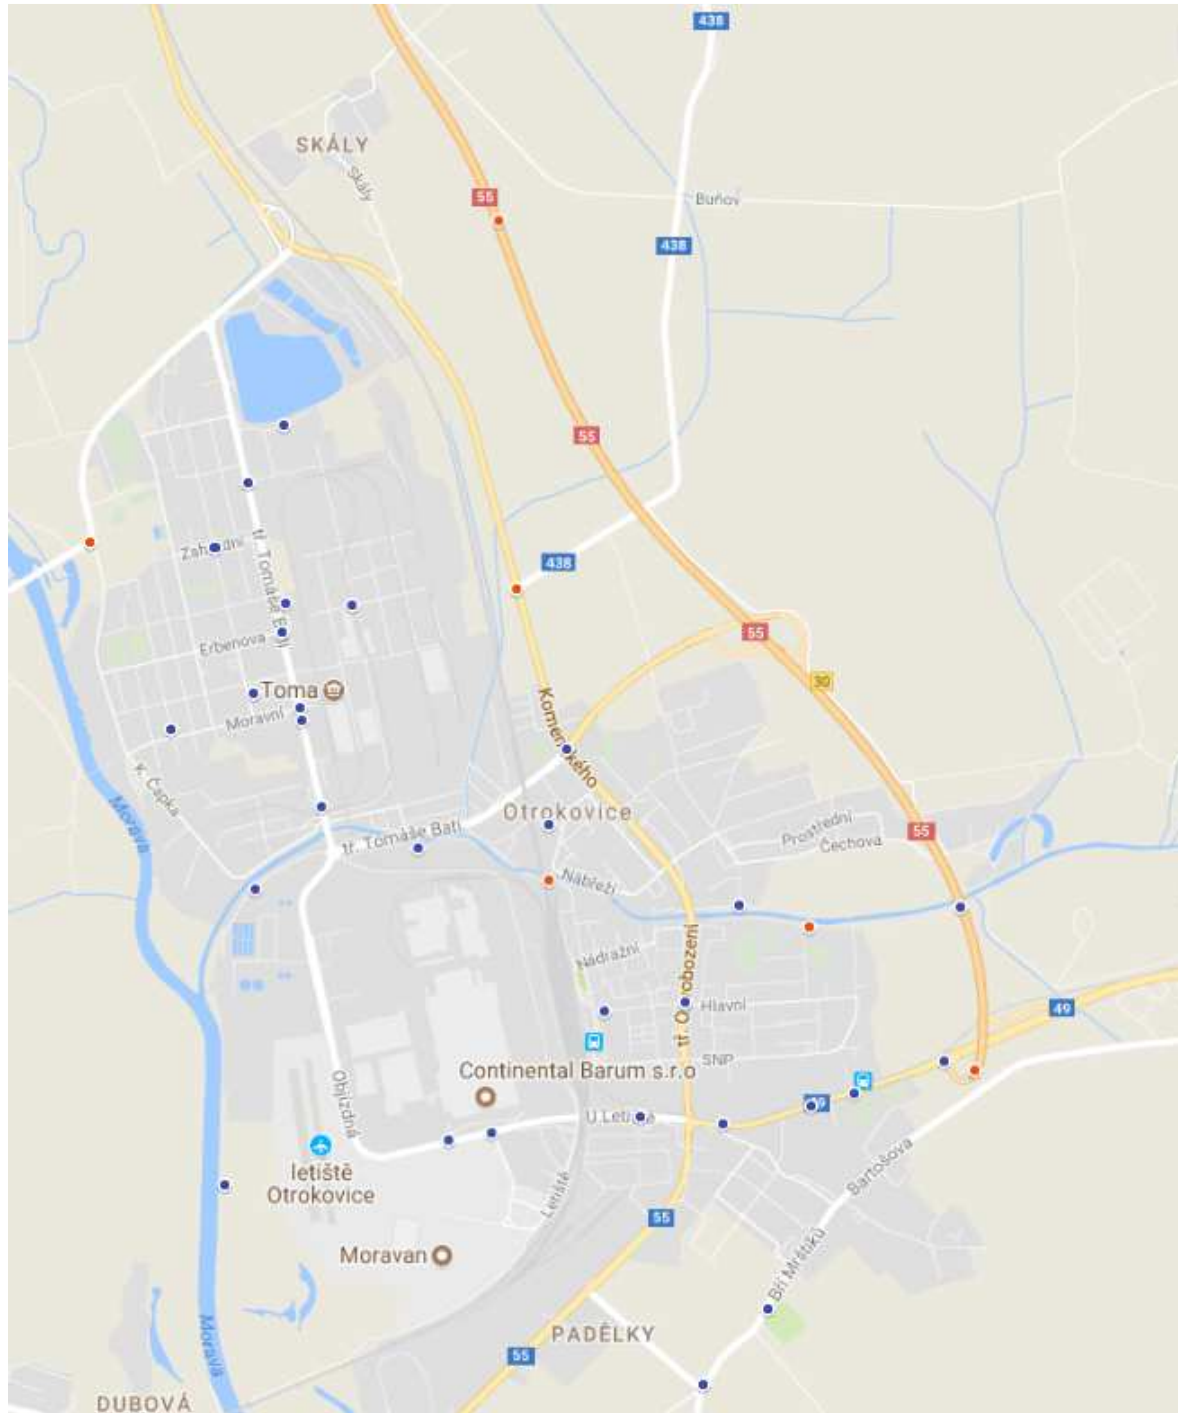 438
SKÁLY
Skály
55
Buňov
438
55
438
tř. Tomáše Bati
Zahradní
Erbenova
55
30
Toma
Moravní
Komenského
K. Čapka
Morava
Otrokovice
tř. Tomáše Bati
Prostřední
Čechova
55
Nábřeží
Nádražní
tř. Osvobození
Hlavní
49
SNP
Continental Barum s.r.o
Objízdná
49
U Letiště
letiště
Otrokovice
Bartošova
Letiště
55
Moravan
Bří Mrštíků
PADĚLKY
Morava
55
DUBOVÁ